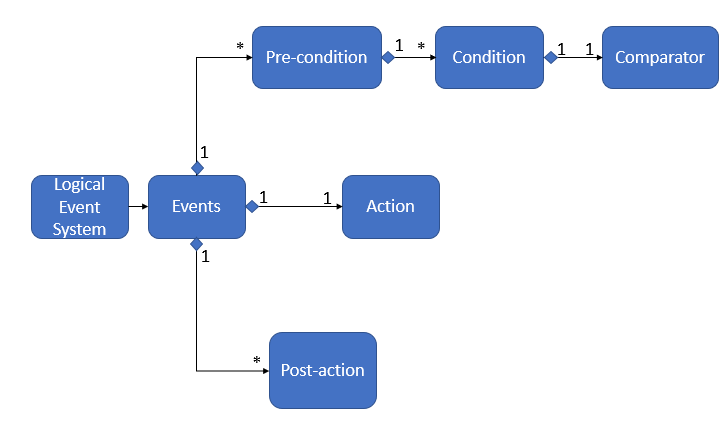 *
Pre-condition
1
*
Condition
1
1
Comparator
1
Logical
Event
System
Events
1
1
Action
1
*
Post-action